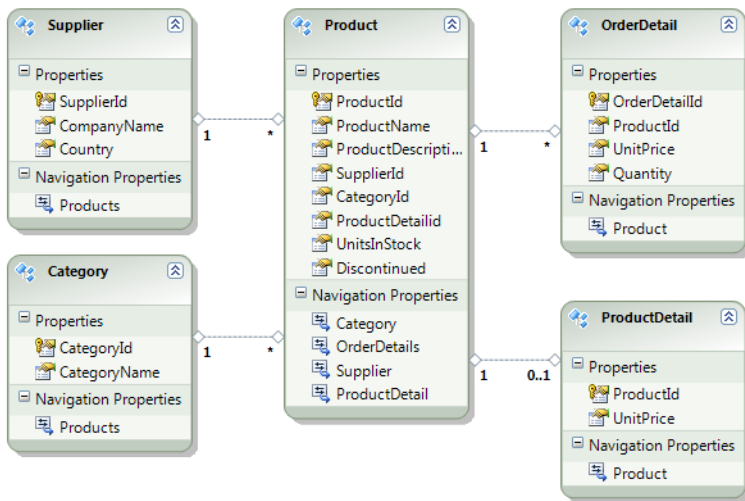 Supplier
Properties
SupplierId
CompanyName
Country
Navigation Properties
Products
1
*
Category
Properties
CategoryId
CategoryName
Navigation Properties
Products
1
*
Product
Properties
ProductId
ProductName
ProductDescripti...
SupplierId
CategoryId
ProductDetailid
UnitsInStock
Discontinued
Navigation Properties
Category
OrderDetails
Supplier
ProductDetail
1
*
1
0..1
OrderDetail
Properties
OrderDetailId
ProductId
UnitPrice
Quantity
Navigation Properties
Product
ProductDetail
Properties
ProductId
UnitPrice
Navigation Properties
Product